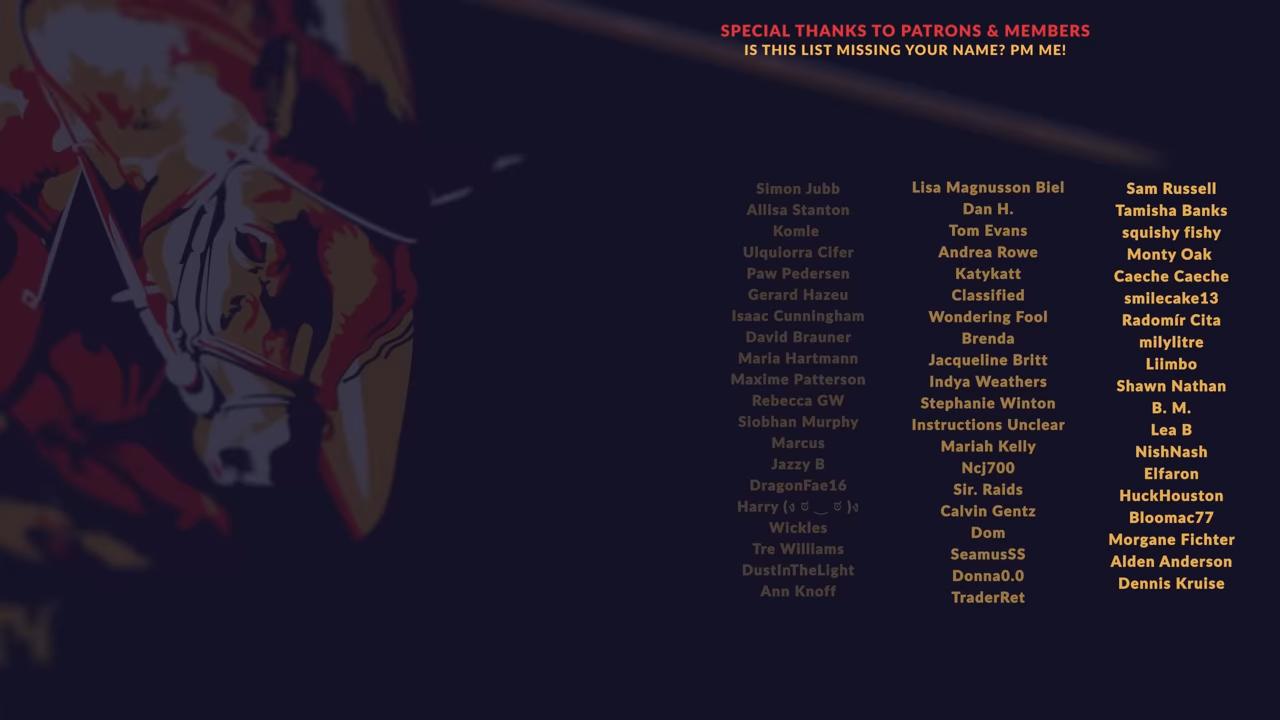 SPECIAL THANKS TO PATRONS & MEMBERS
IS THIS LIST MISSING YOUR NAME? PM ME!
Simon Jubb
Allisa Stanton
Komie
Ulquiorra Cifer
Paw Pedersen
Gerard Hazeu
Isaac Cunningham
David Brauner
Maria Hartmann
Maxime Patterson
Rebecca GW
Siobhan Murphy
Marcus
Jazzy B
DragonFae16
Harry (ง ಠ ‿ ಠ )ง
Wickles
Tre Williams
DustInTheLight
Ann Knoff
Lisa Magnusson Biel
Dan H.
Tom Evans
Andrea Rowe
Katykatt
Classified
Wondering Fool
Brenda
Jacqueline Britt
Indya Weathers
Stephanie Winton
Instructions Unclear
Mariah Kelly
Ncj700
Sir. Raids
Calvin Gentz
Dom
SeamusSS
Donna0.0
TraderRet
Sam Russell
Tamisha Banks
squishy fishy
Monty Oak
Caeche Caeche
smilecake13
Radomír Cita
milylitre
Liimbo
Shawn Nathan
B. M.
Lea B
NishNash
Elfaron
HuckHouston
Bloomac77
Morgane Fichter
Alden Anderson
Dennis Kruise